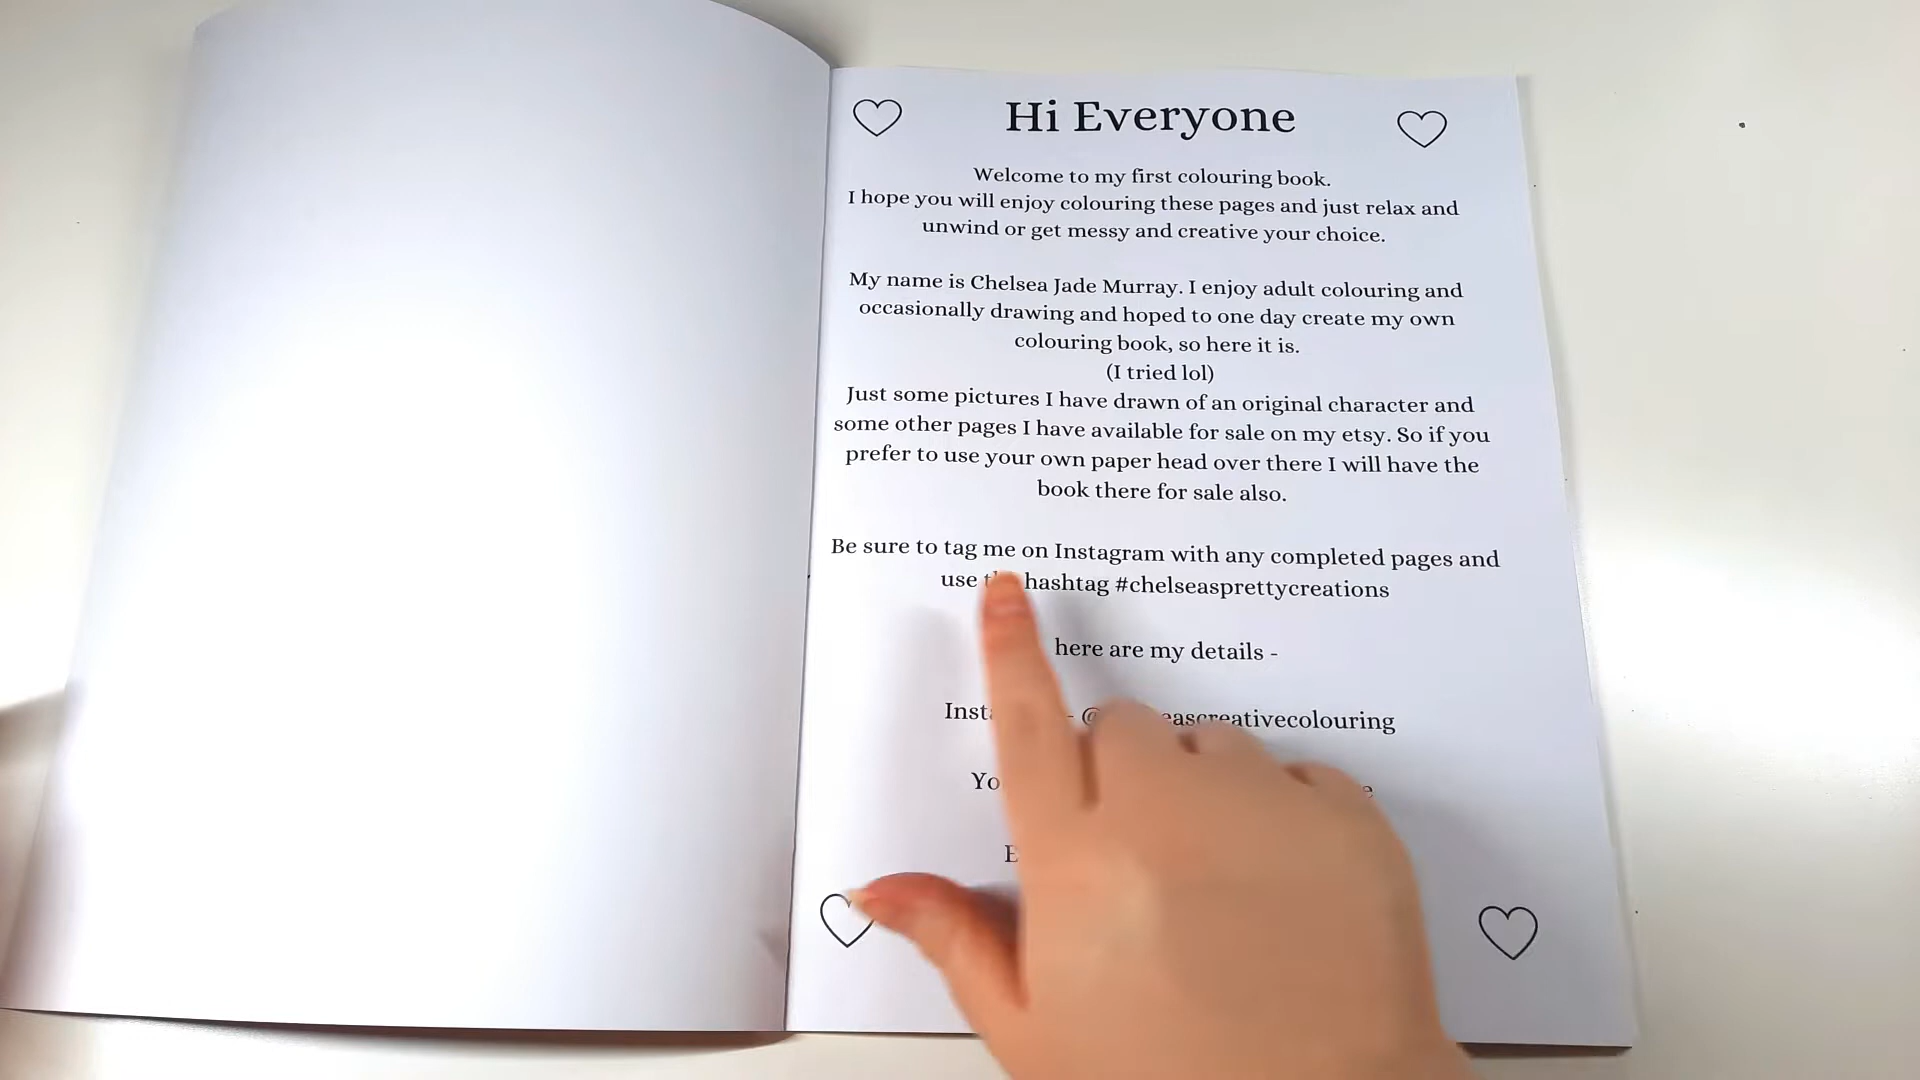 Hi Everyone
Welcome to my first colouring book.
I hope you will enjoy colouring these pages and just relax and
unwind or get messy and creative your choice.
My name is Chelsea Jade Murray. I enjoy adult colouring and
occasionally drawing and hoped to one day create my own
colouring book, so here it is.
(I tried lol)
Just some pictures I have drawn of an original character and
some other pages I have available for sale on my etsy. So if you
prefer to use your own paper head over there I will have the
book there for sale also.
Be sure to tag me on Instagram with any completed pages and
use hashtag #chelseasprettycreations
here are my details -